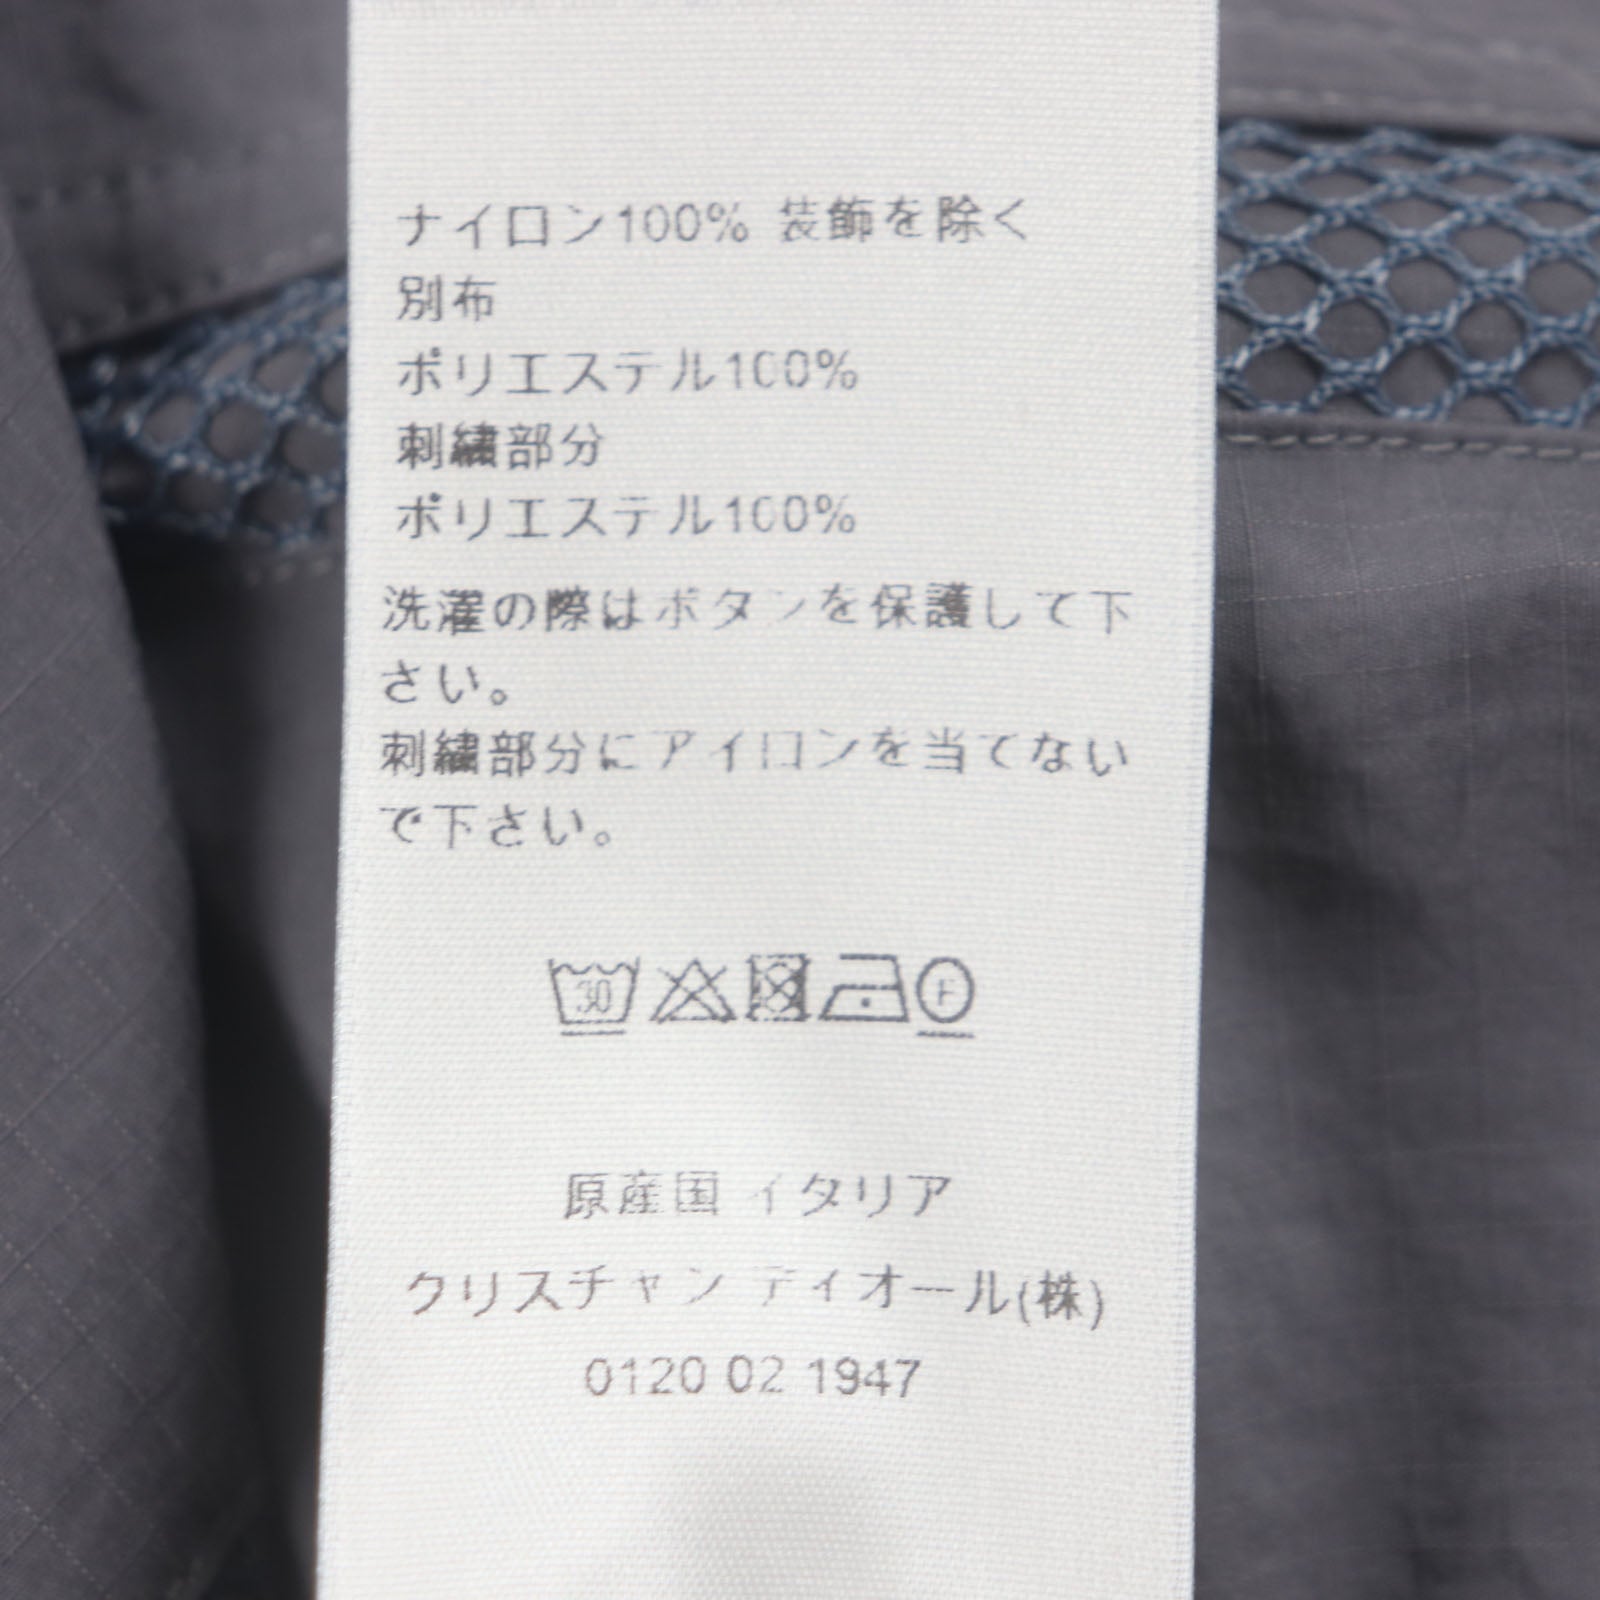 ナイロン100% 装飾を除く
別布
ポリエステル100%
刺繍部分
ポリエステル100%
洗濯の際はボタンを保護して下
さい。
刺繍部分にアイロンを当てない
で下さい。
30 F
原産国 イタリア
クリスチャン ディオール(株)
0120 02 1947